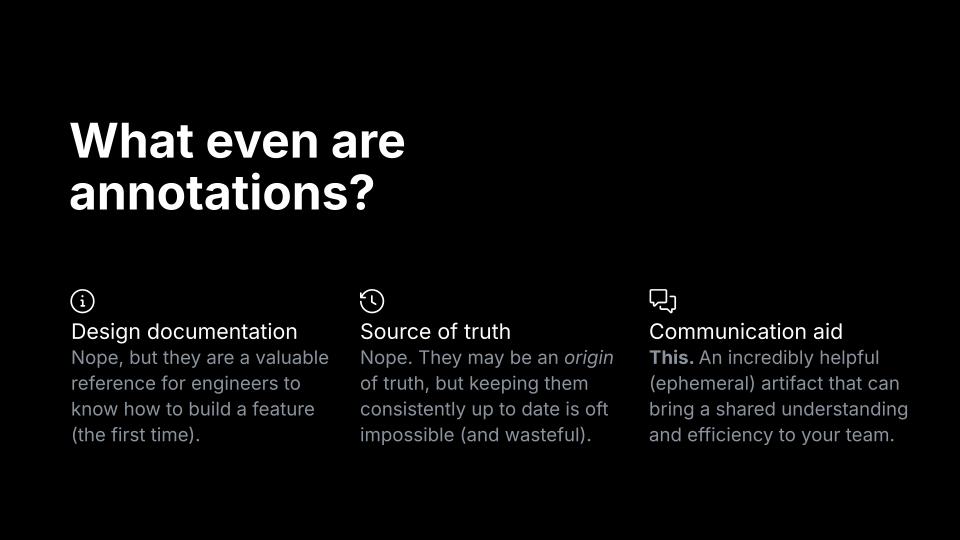 What even are
annotations?
Design documentation
Nope, but they are a valuable
reference for engineers to
know how to build a feature
(the first time).
Source of truth
Nope. They may be an origin
of truth, but keeping them
consistently up to date is oft
impossible (and wasteful).
Communication aid
This. An incredibly helpful
(ephemeral) artifact that can
bring a shared understanding
and efficiency to your team.